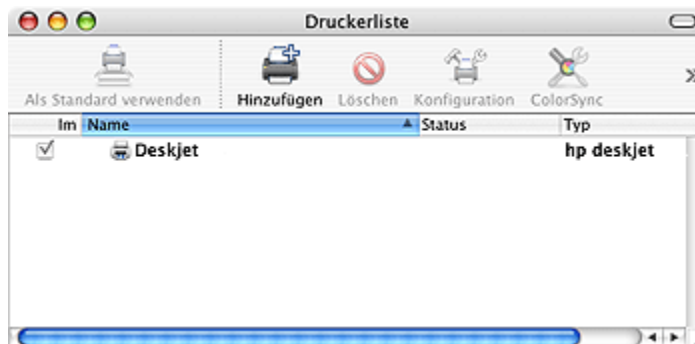 Druckerliste
Als Standard verwenden Hinzufügen Löschen Konfiguration ColorSync
Im Name Status Typ
Deskjet hp deskjet